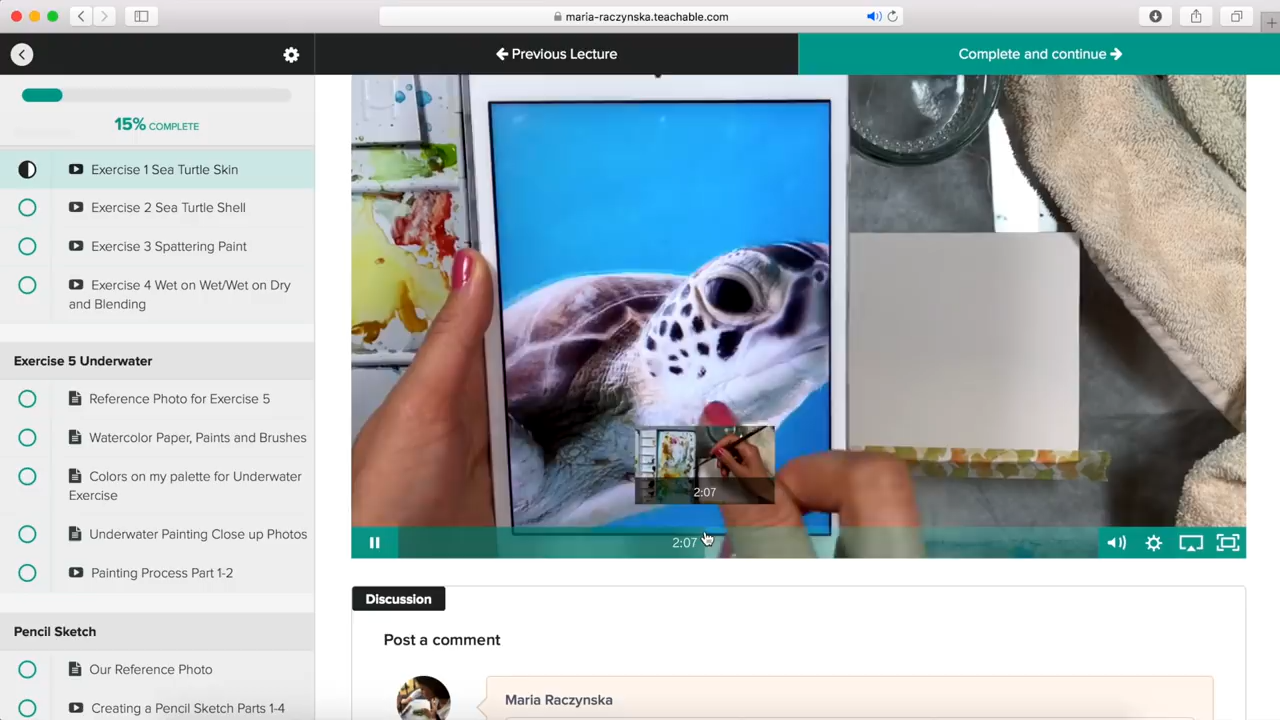 maria-raczynska.teachable.com
Previous Lecture
Complete and continue
15% COMPLETE
Exercise 1 Sea Turtle Skin
Exercise 2 Sea Turtle Shell
Exercise 3 Spattering Paint
Exercise 4 Wet on Wet/Wet on Dry
and Blending
Exercise 5 Underwater
Reference Photo for Exercise 5
Watercolor Paper, Paints and Brushes
Colors on my palette for Underwater
Exercise
Underwater Painting Close up Photos
Painting Process Part 1-2
Pencil Sketch
Our Reference Photo
Creating a Pencil Sketch Parts 1-4
2:07
2:07
Discussion
Post a comment
Maria Raczynska